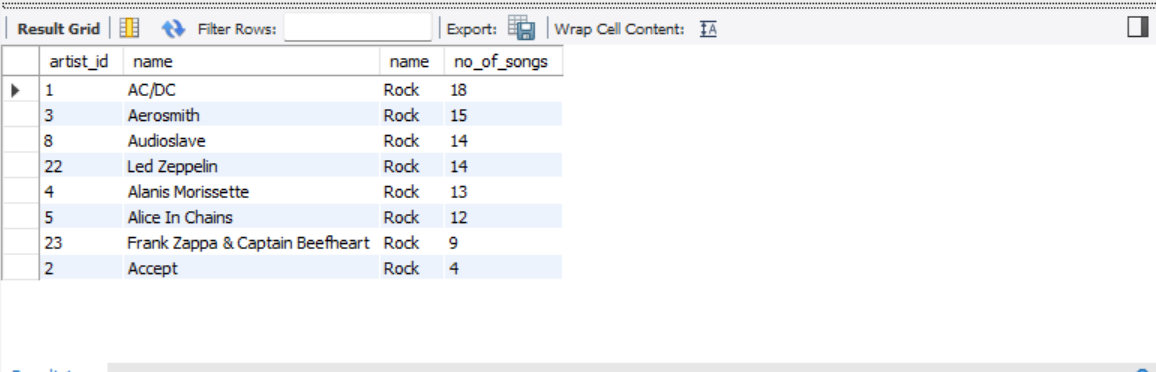 Result Grid Filter Rows: Export: Wrap Cell Content: IA
artist_id name name no_of_songs
1 AC/DC Rock 18
3 Aerosmith Rock 15
8 Audioslave Rock 14
22 Led Zeppelin Rock 14
4 Alanis Morissette Rock 13
5 Alice In Chains Rock 12
23 Frank Zappa & Captain Beefheart Rock 9
2 Accept Rock 4